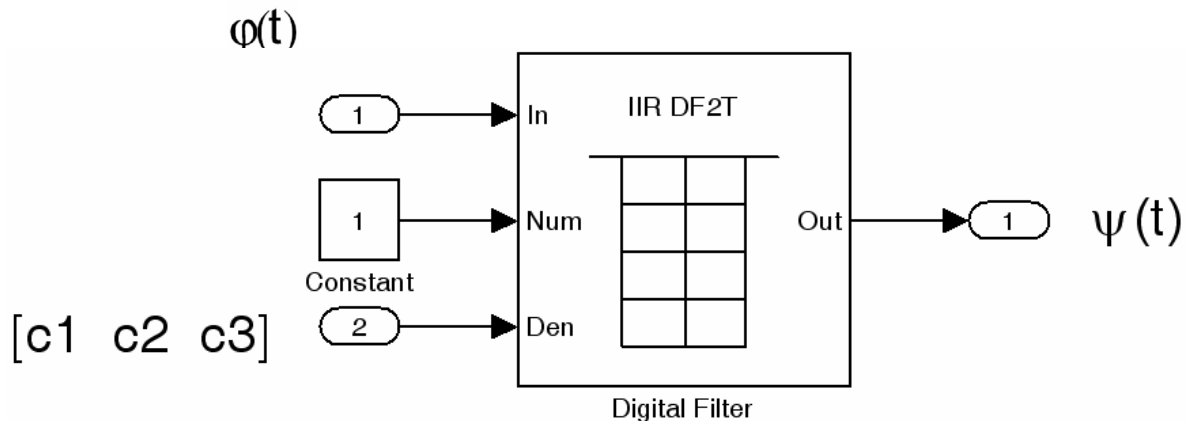 φ(t)
1
In
IIR DF2T
1
Num
Out
1
ψ(t)
Constant
[c1 c2 c3]
2
Den
Digital Filter